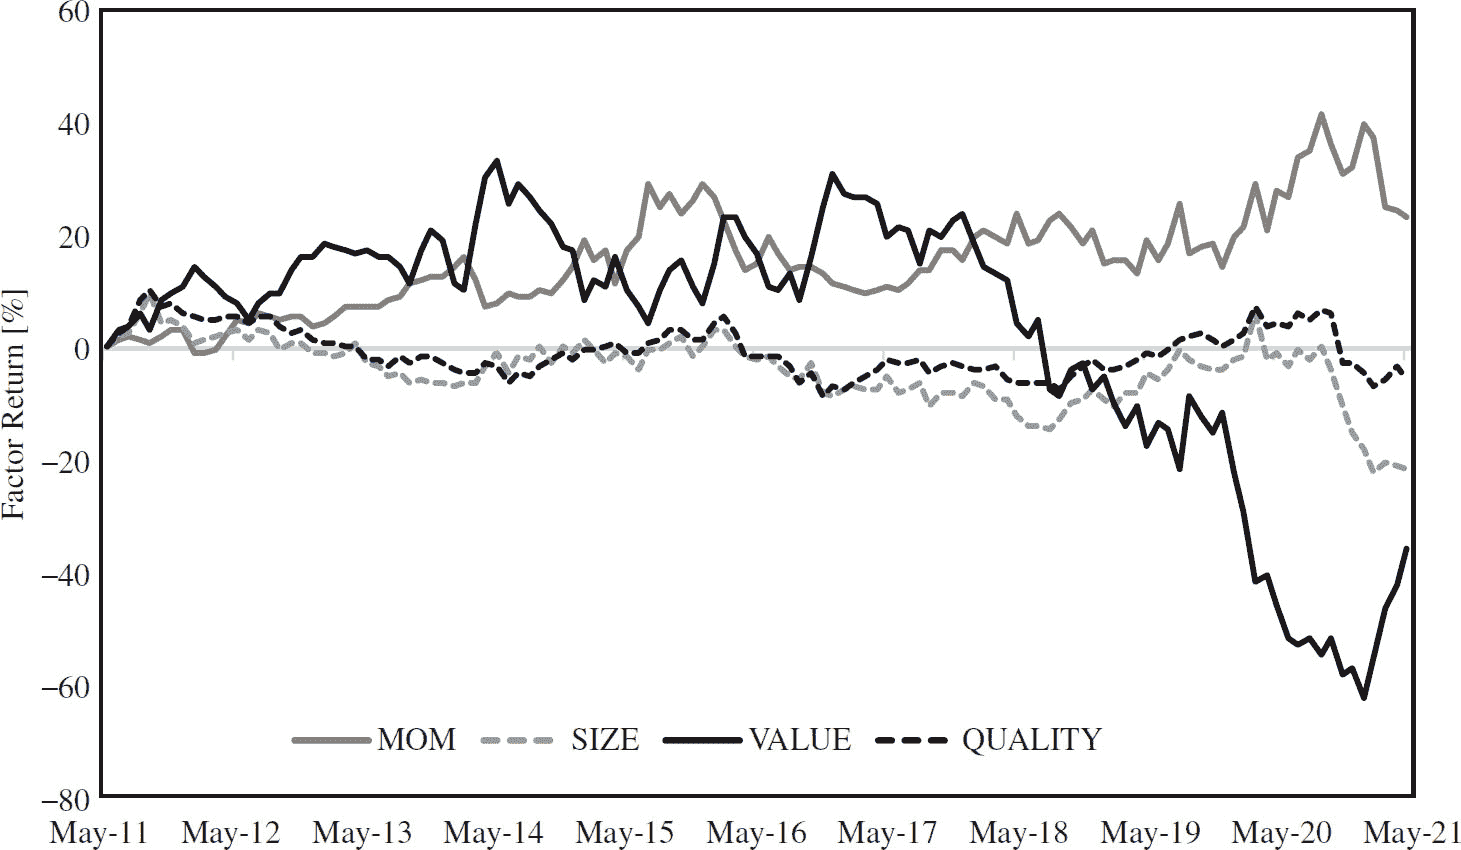 60
40
20
0
−20
−40
−60
−80
Factor Return [%]
MOM SIZE VALUE QUALITY
May-11 May-12 May-13 May-14 May-15 May-16 May-17 May-18 May-19 May-20 May-21